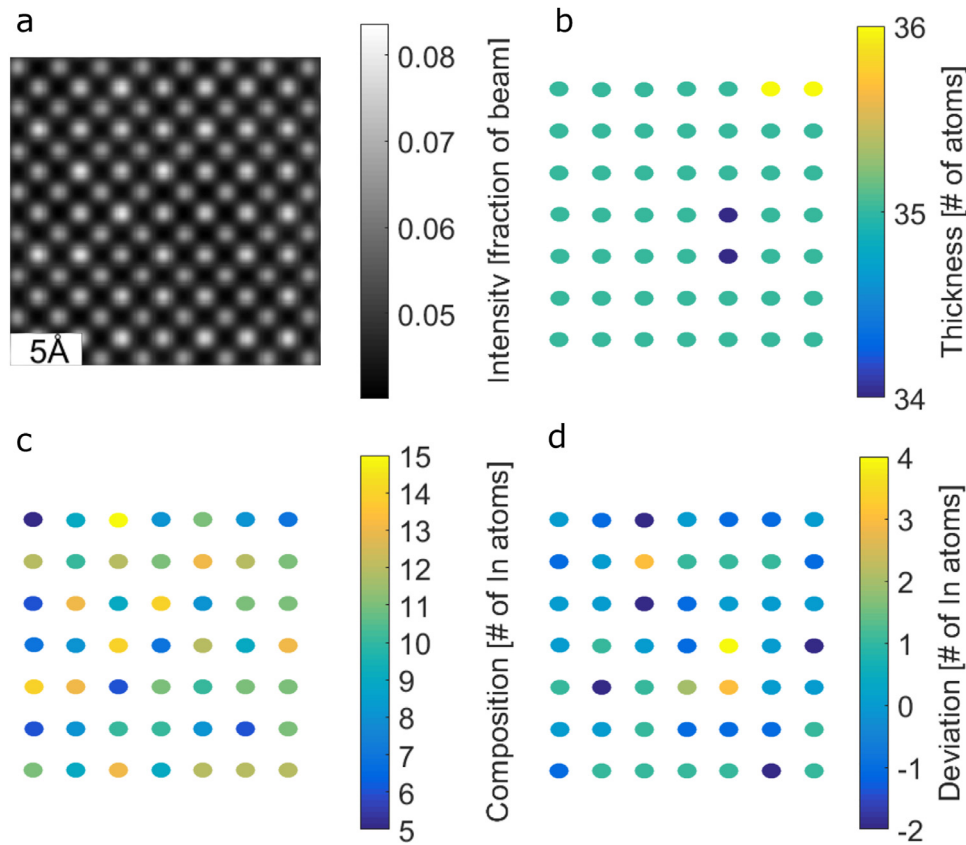 a
b
0.08
0.07
0.06
0.05
Intensity [fraction of beam]
5Å
36
35
34
Thickness [# of atoms]
c
d
15
14
13
12
11
10
9
8
7
6
5
Composition [# of In atoms]
4
3
2
1
0
-1
-2
Deviation [# of In atoms]